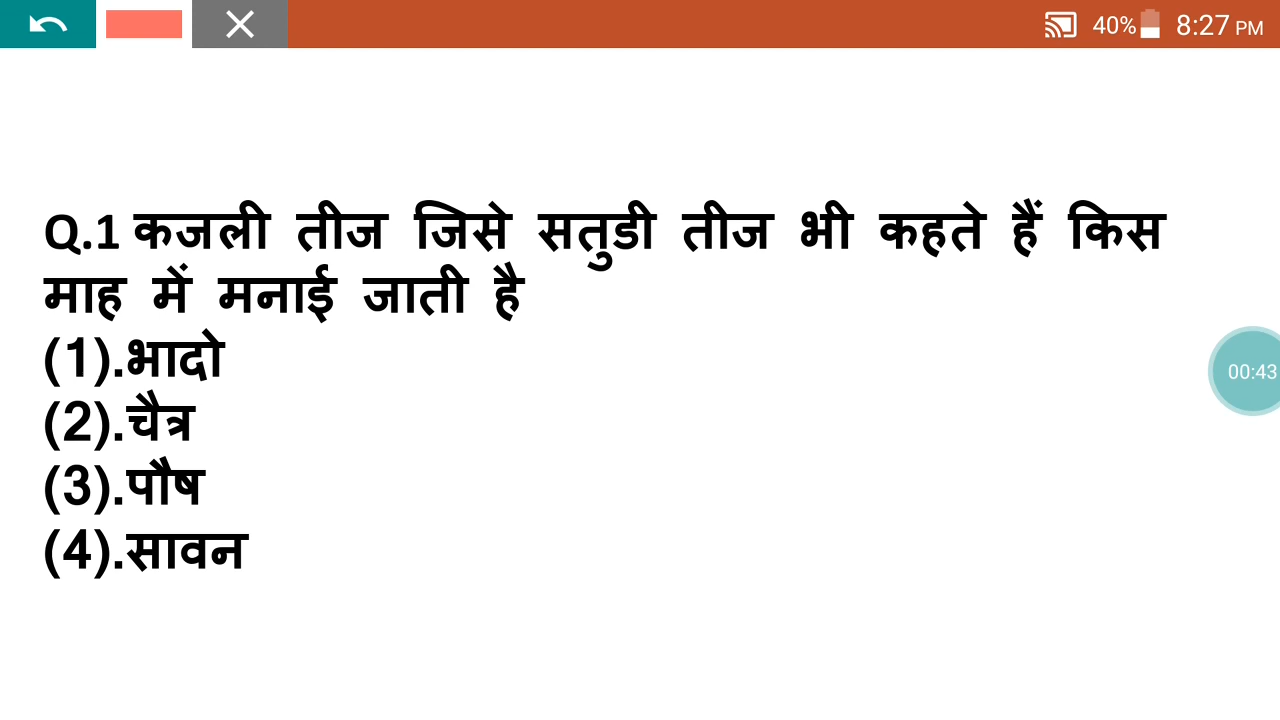 40% 8:27 PM
Q.1 कजली तीज जिसे सतुडी तीज भी कहते हैं किस
माह में मनाई जाती है
(1).भादो
(2).चैत्र
(3).पौष
(4).सावन
00:43